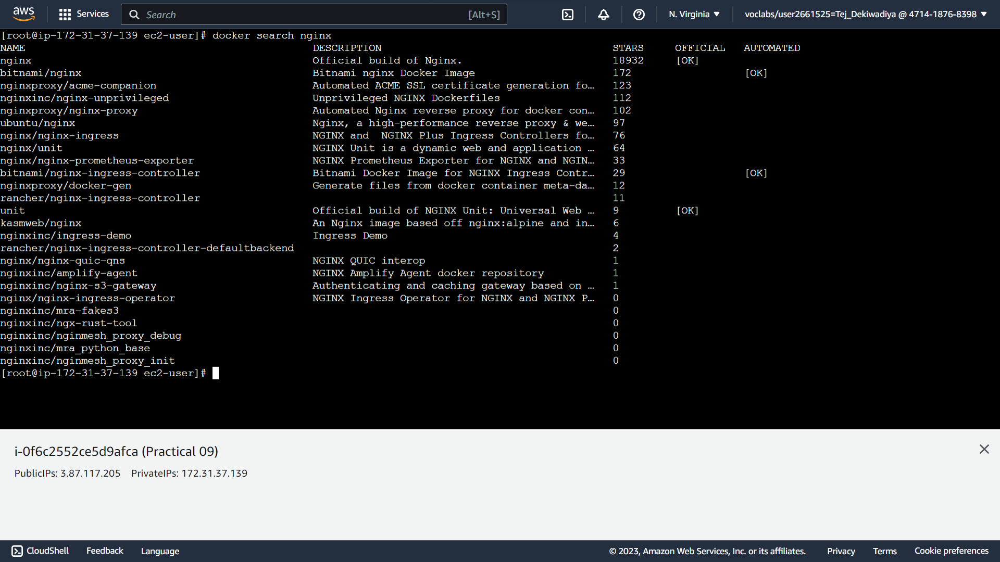 aws Services Search [Alt+S] N. Virginia ▼ voclabs/user2661525=Tej_Dekiwadiya @ 4714-1876-8398 ▼
[root@ip-172-31-37-139 ec2-user]# docker search nginx
NAME DESCRIPTION STARS OFFICIAL AUTOMATED
nginx Official build of Nginx. 18932 [OK]
bitnami/nginx Bitnami nginx Docker Image 172 [OK]
nginxproxy/acme-companion Automated ACME SSL certificate generation fo… 123
nginxinc/nginx-unprivileged Unprivileged NGINX Dockerfiles 112
nginxproxy/nginx-proxy Automated Nginx reverse proxy for docker con… 102
ubuntu/nginx Nginx, a high-performance reverse proxy & we… 97
nginx/nginx-ingress NGINX and  NGINX Plus Ingress Controllers fo… 76
nginx/unit NGINX Unit is a dynamic web and application … 64
nginx/nginx-prometheus-exporter NGINX Prometheus Exporter for NGINX and NGIN… 33
bitnami/nginx-ingress-controller Bitnami Docker Image for NGINX Ingress Contr… 29 [OK]
nginxproxy/docker-gen Generate files from docker container meta-da… 12
rancher/nginx-ingress-controller 11
unit Official build of NGINX Unit: Universal Web … 9 [OK]
kasmweb/nginx An Nginx image based off nginx:alpine and in… 6
nginxinc/ingress-demo Ingress Demo 4
rancher/nginx-ingress-controller-defaultbackend 2
nginx/nginx-quic-qns NGINX QUIC interop 1
nginxinc/amplify-agent NGINX Amplify Agent docker repository 1
nginxinc/nginx-s3-gateway Authenticating and caching gateway based on … 1
nginx/nginx-ingress-operator NGINX Ingress Operator for NGINX and NGINX P… 0
nginxinc/mra-fakes3 0
nginxinc/ngx-rust-tool 0
nginxinc/nginmesh_proxy_debug 0
nginxinc/mra_python_base 0
nginxinc/nginmesh_proxy_init 0
[root@ip-172-31-37-139 ec2-user]#
i-0f6c2552ce5d9afca (Practical 09)
PublicIPs: 3.87.117.205 PrivateIPs: 172.31.37.139
CloudShell Feedback Language © 2023, Amazon Web Services, Inc. or its affiliates. Privacy Terms Cookie preferences